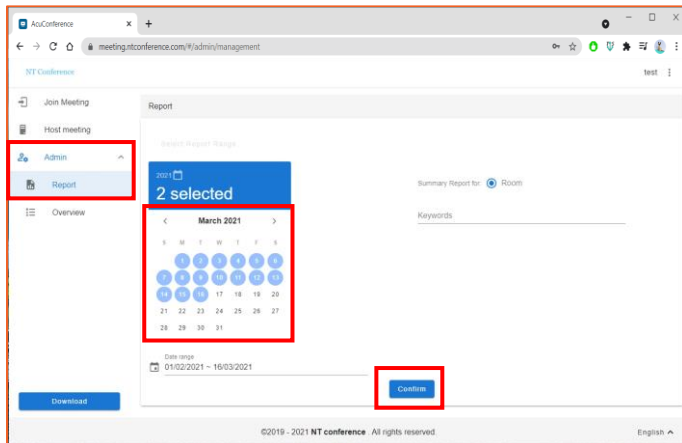 AcuConference
meeting.ntconference.com/#/admin/management
NT Conference
test
Join Meeting
Host meeting
Admin
Report
Overview
Download
Report
Select Report Range
2021
2 selected
March 2021
S M T W T F S
1 2 3 4 5 6
7 8 9 10 11 12 13
14 15 16 17 18 19 20
21 22 23 24 25 26 27
28 29 30 31
Date range
01/02/2021 ~ 16/03/2021
Summary Report for: Room
Keywords
Confirm
©2019 - 2021 NT conference. All rights reserved.
English